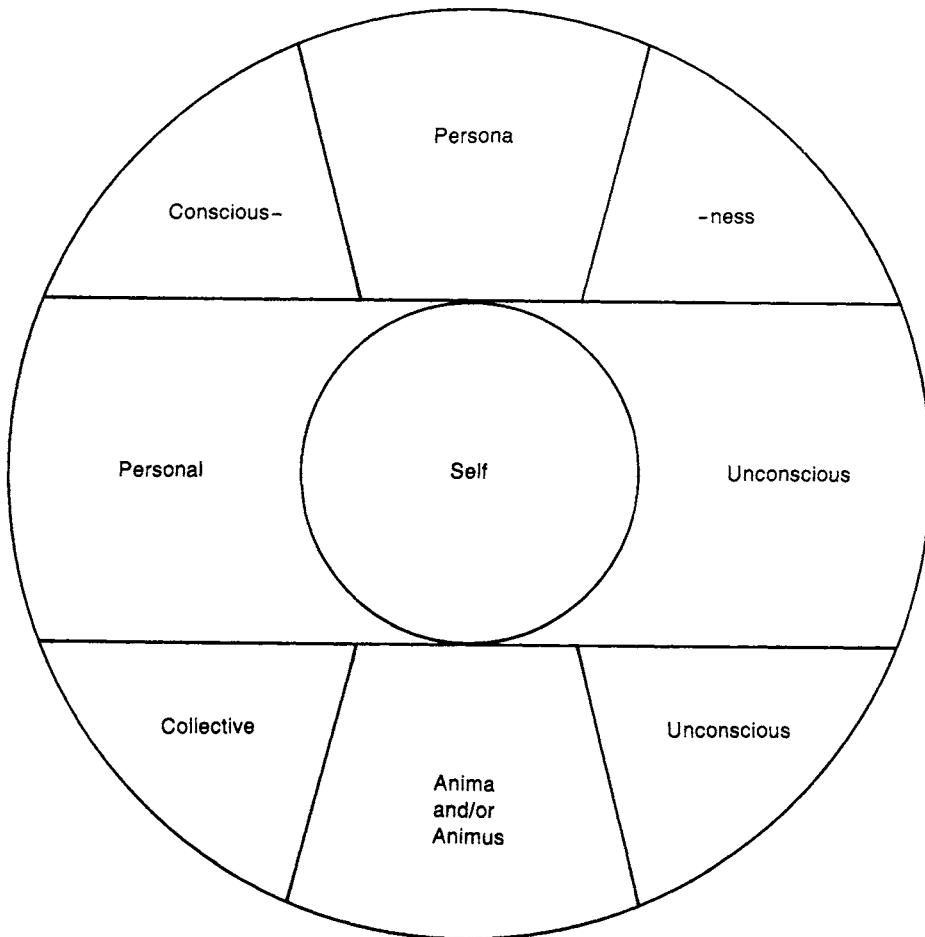 Persona
Conscious-
-ness
Personal
Self
Unconscious
Collective
Unconscious
Anima
and/or
Animus